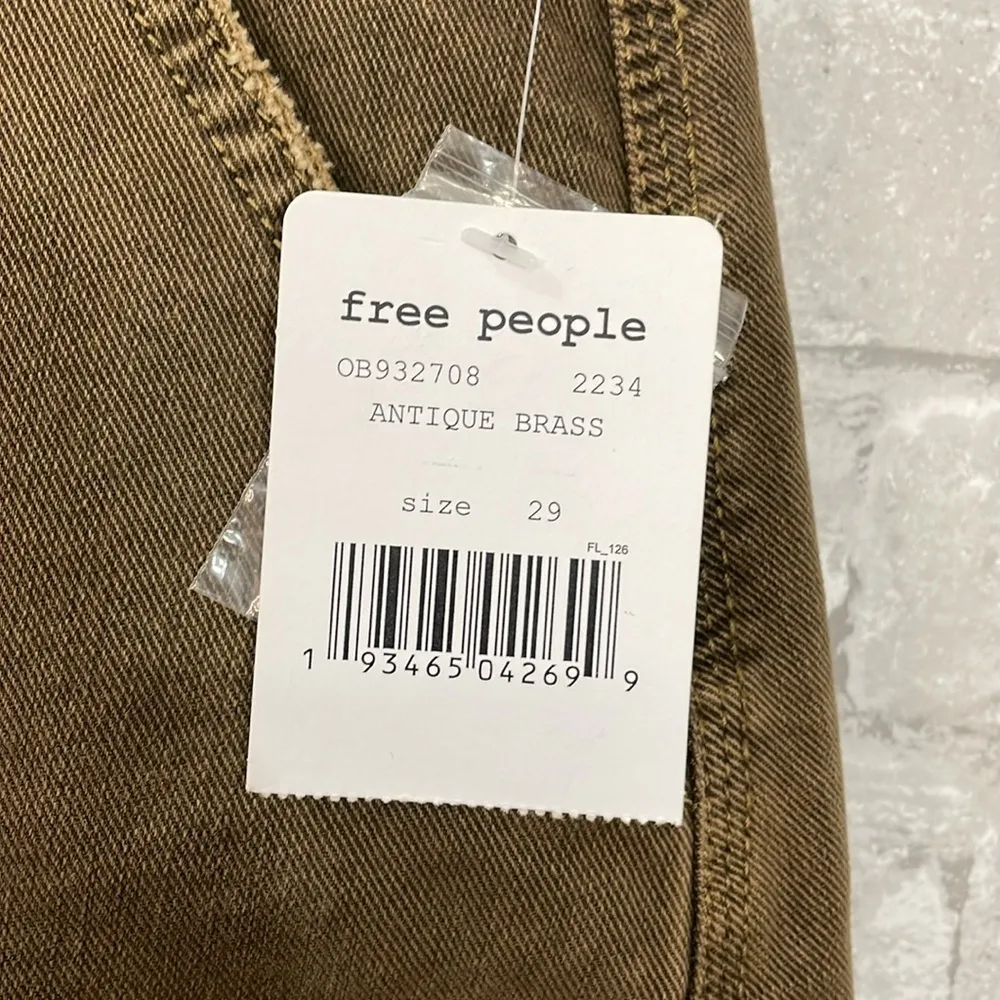 free people
OB932708 2234
ANTIQUE BRASS
size 29
FL_126
1 93465 04269 9